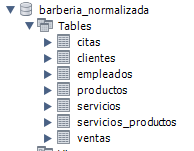 barberia_normalizada
Tables
citas
clientes
empleados
productos
servicios
servicios_productos
ventas